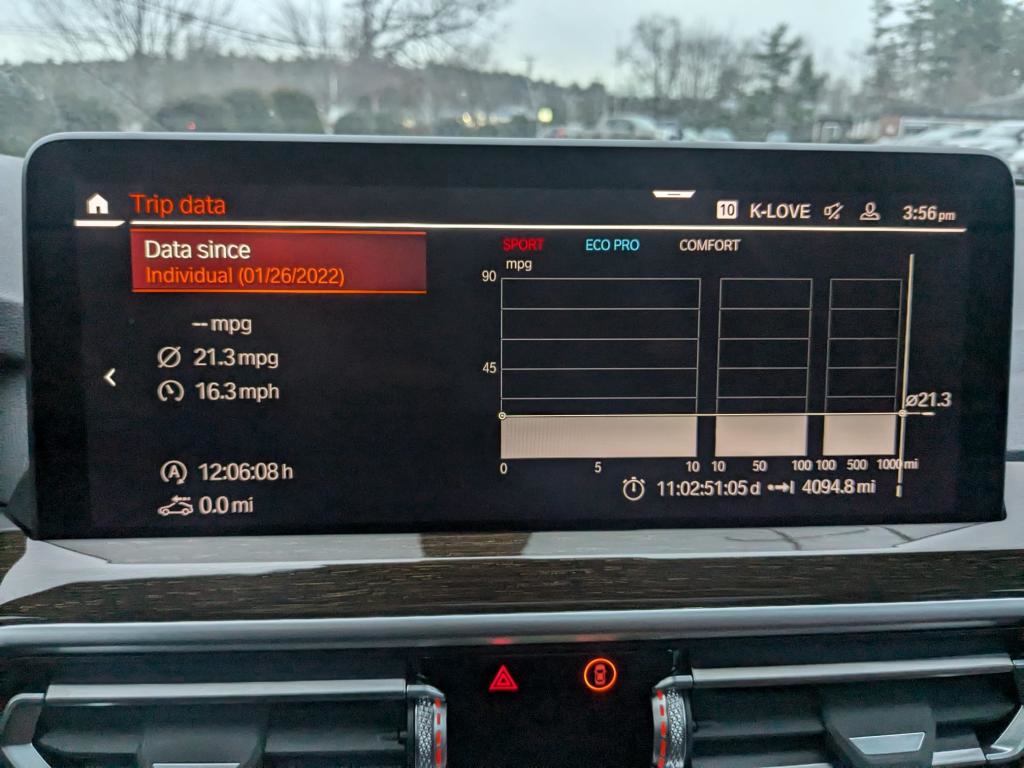 Trip data
10 K-LOVE 3:56 pm
Data since
Individual (01/26/2022)
-- mpg
Ø 21.3 mpg
16.3 mph
A 12:06:08 h
0.0 mi
SPORT ECO PRO COMFORT
mpg
90
45
ø21.3
0 5 10 10 50 100 100 500 1000 mi
11:02:51:05 d 4094.8 mi